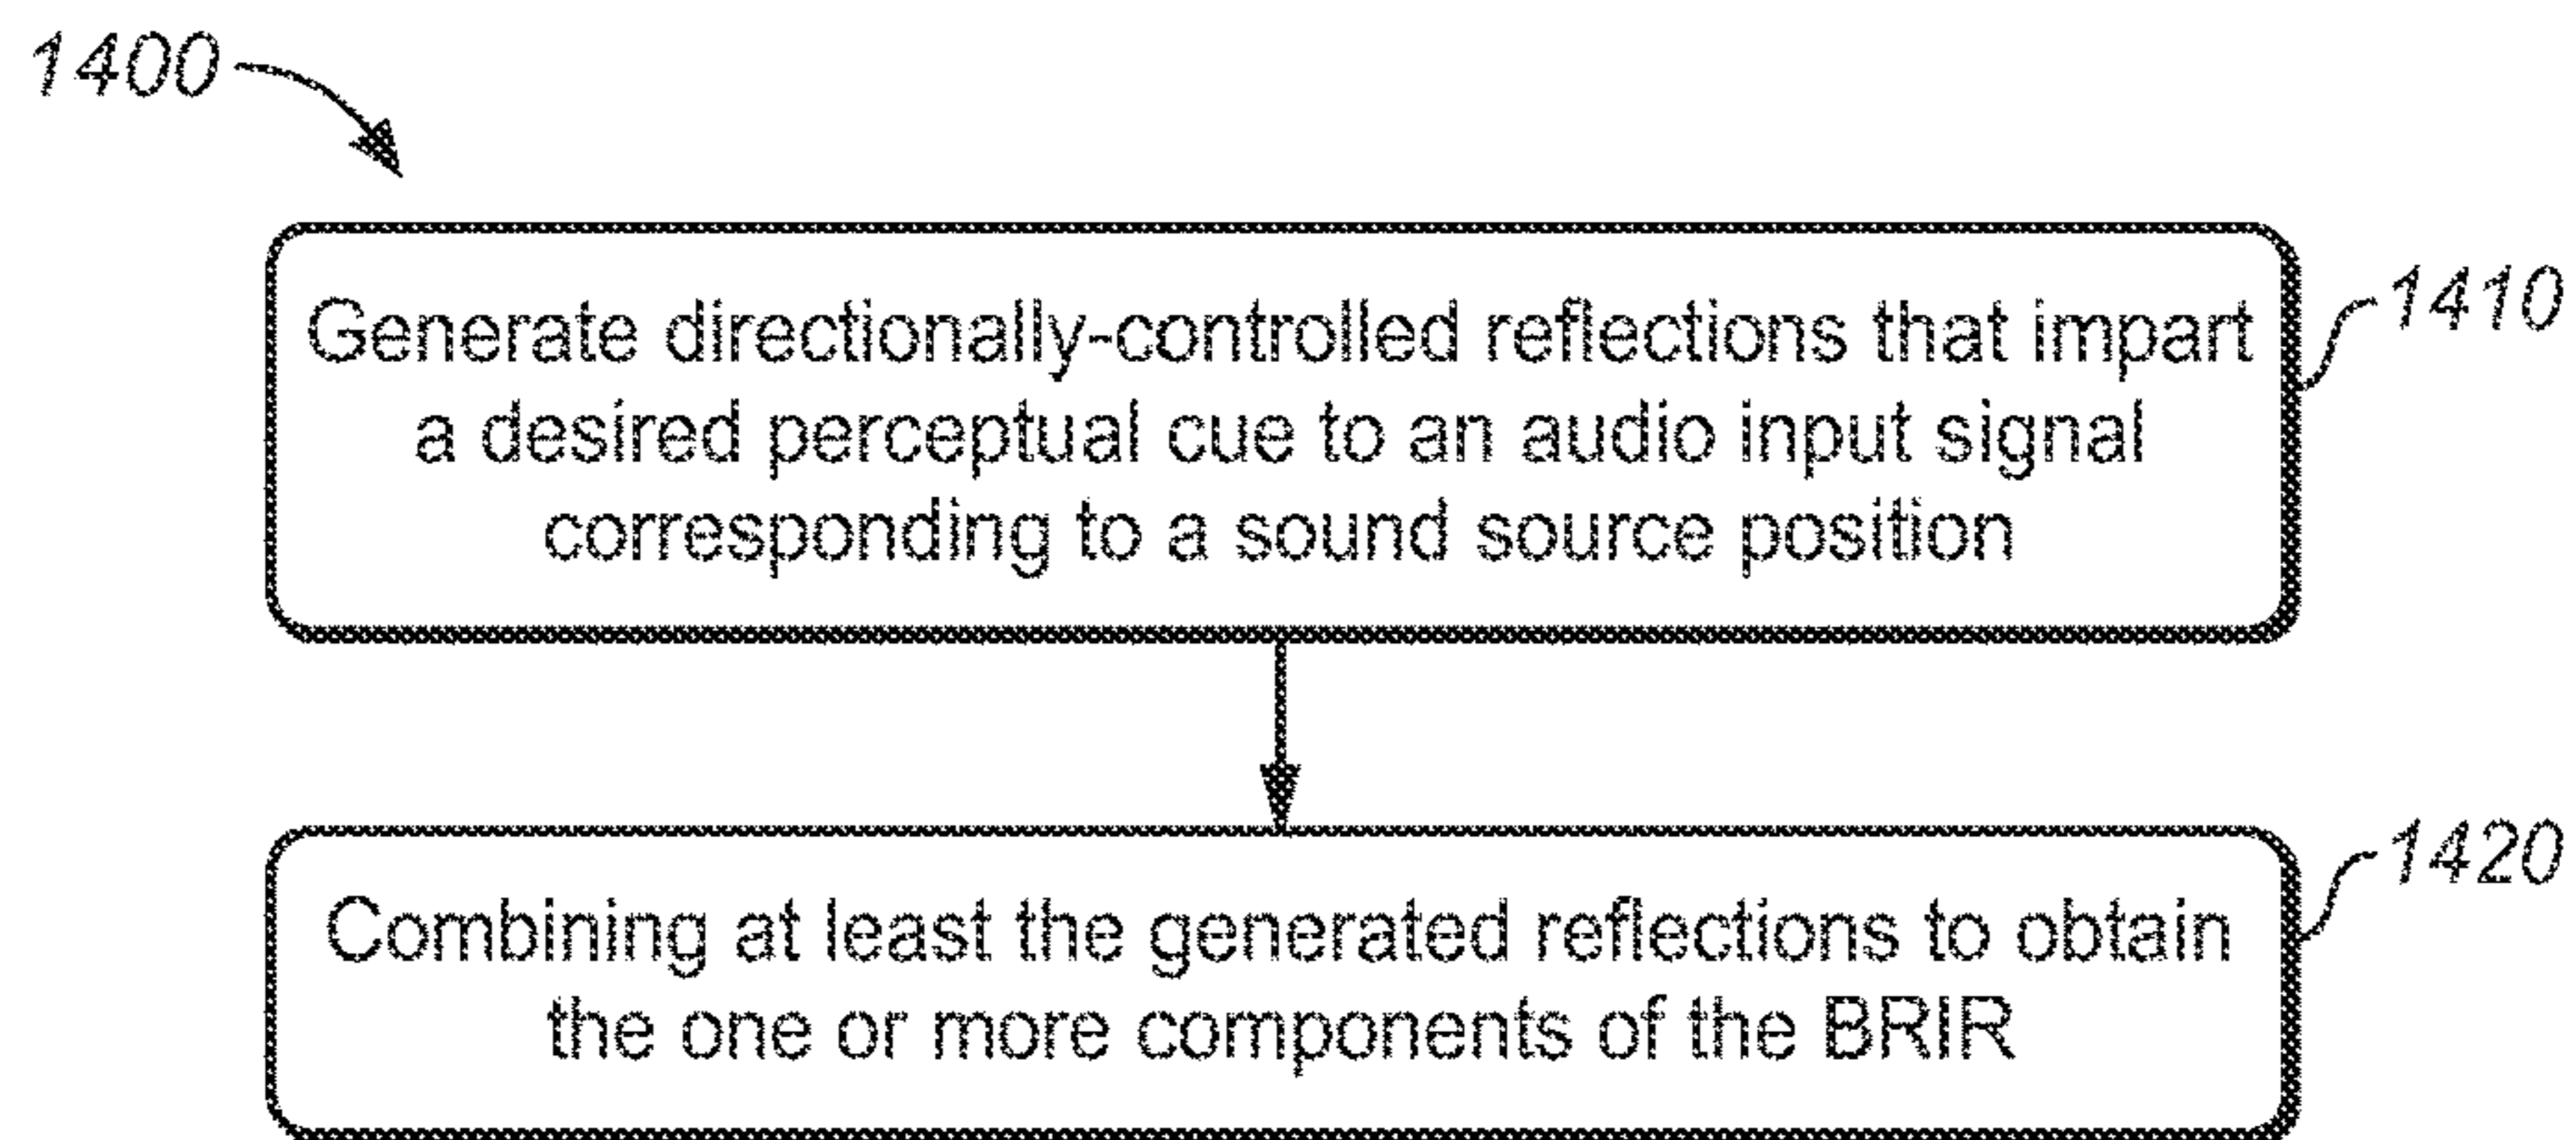 1400
Generate directionally-controlled reflections that impart
a desired perceptual cue to an audio input signal
corresponding to a sound source position
1410
Combining at least the generated reflections to obtain
the one or more components of the BRIR
1420